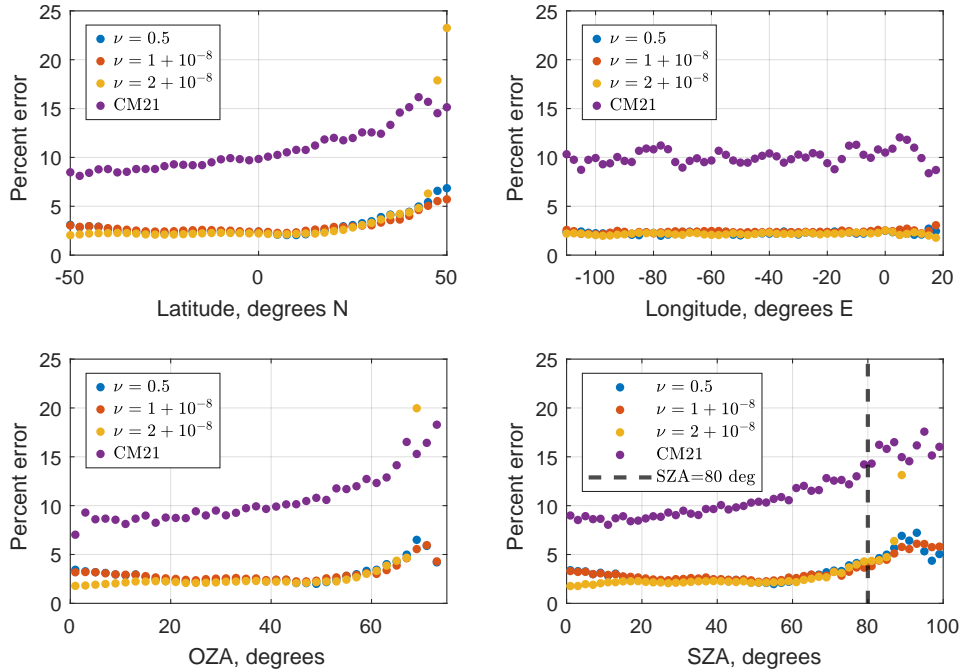 25
20
15
10
5
0
Percent error
ν = 0.5
ν = 1 + 10⁻⁸
ν = 2 + 10⁻⁸
CM21
-50
0
50
Latitude, degrees N
25
20
15
10
5
0
Percent error
ν = 0.5
ν = 1 + 10⁻⁸
ν = 2 + 10⁻⁸
CM21
-100
-80
-60
-40
-20
0
20
Longitude, degrees E
25
20
15
10
5
0
Percent error
ν = 0.5
ν = 1 + 10⁻⁸
ν = 2 + 10⁻⁸
CM21
0
20
40
60
OZA, degrees
25
20
15
10
5
0
Percent error
ν = 0.5
ν = 1 + 10⁻⁸
ν = 2 + 10⁻⁸
CM21
SZA=80 deg
0
20
40
60
80
100
SZA, degrees